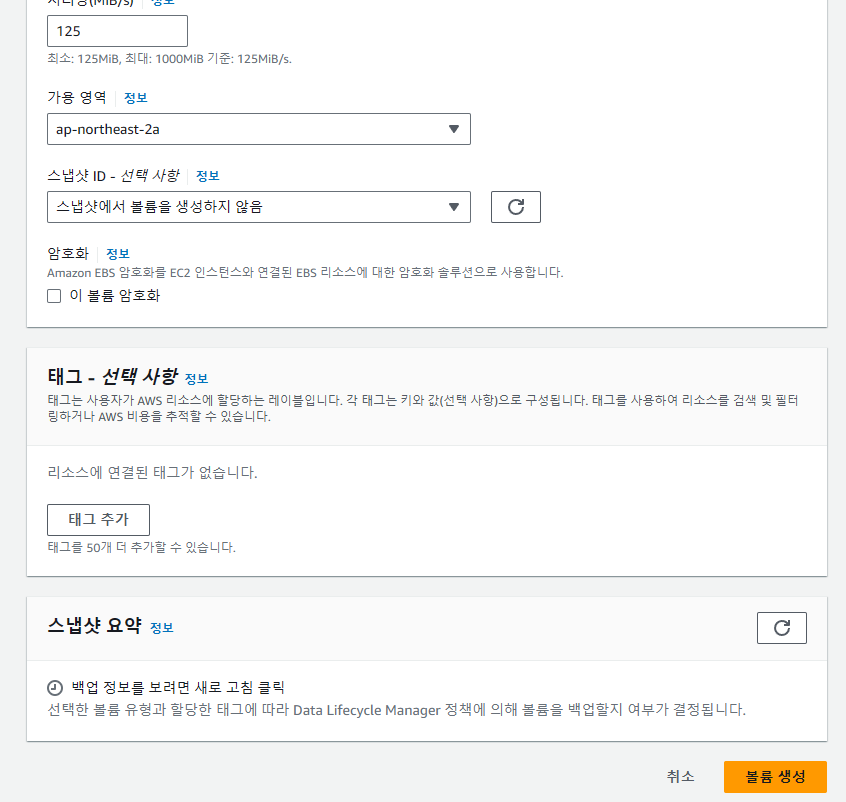 처리량(MiB/s) 정보
125
최소: 125MiB, 최대: 1000MiB 기준: 125MiB/s.
가용 영역 정보
ap-northeast-2a
스냅샷 ID - 선택 사항 정보
스냅샷에서 볼륨을 생성하지 않음
암호화 정보
Amazon EBS 암호화를 EC2 인스턴스와 연결된 EBS 리소스에 대한 암호화 솔루션으로 사용합니다.
이 볼륨 암호화
태그 - 선택 사항 정보
태그는 사용자가 AWS 리소스에 할당하는 레이블입니다. 각 태그는 키와 값(선택 사항)으로 구성됩니다. 태그를 사용하여 리소스를 검색 및 필터
링하거나 AWS 비용을 추적할 수 있습니다.
리소스에 연결된 태그가 없습니다.
태그 추가
태그를 50개 더 추가할 수 있습니다.
스냅샷 요약 정보
백업 정보를 보려면 새로 고침 클릭
선택한 볼륨 유형과 할당한 태그에 따라 Data Lifecycle Manager 정책에 의해 볼륨을 백업할지 여부가 결정됩니다.
취소
볼륨 생성